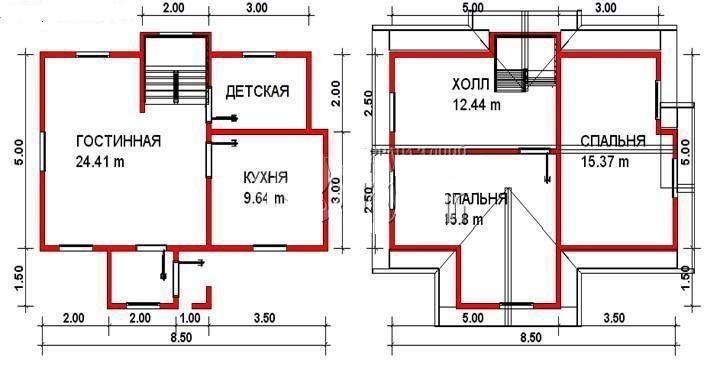 2.00 3.00
ДЕТСКАЯ
2.00
5.00
ГОСТИННАЯ
24.41 m
КУХНЯ
9.64 m
3.00
1.50
2.00 2.00 1.00 3.50
8.50
5.00 3.00
2.50
ХОЛЛ
12.44 m
СПАЛЬНЯ
15.37 m
5.00
2.50
СПАЛЬНЯ
15.8 m
1.50
5.00 3.50
8.50